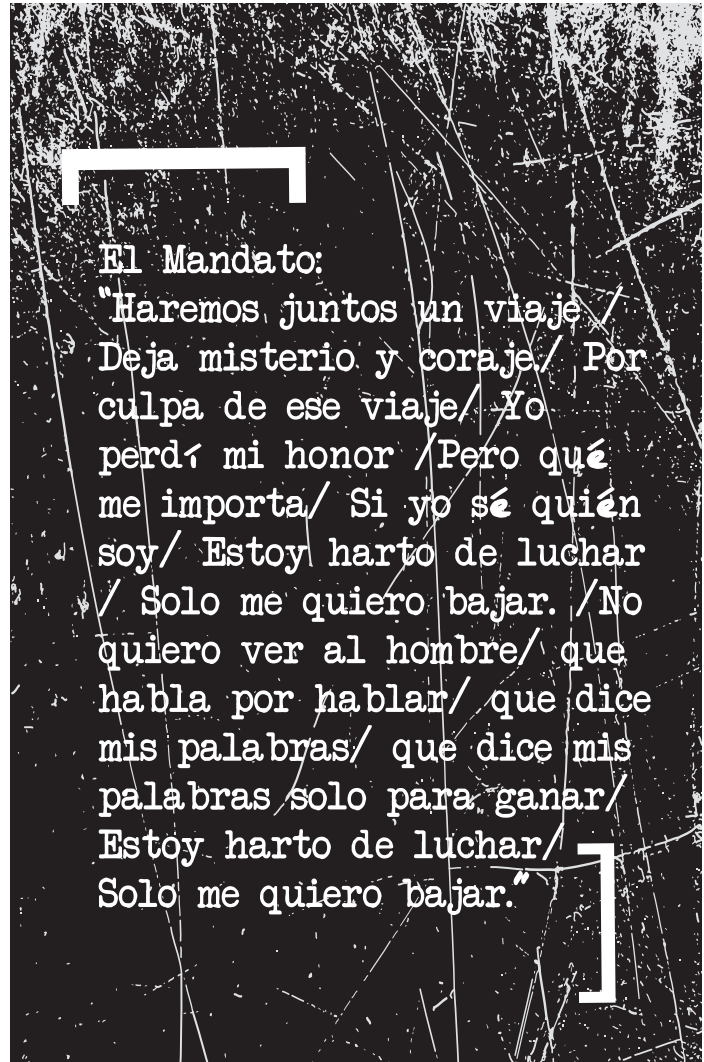 El Mandato:
“Haremos juntos un viaje /
Deja misterio y coraje./ Por
culpa de ese viaje/ Yo
perdí mi honor /Pero qué
me importa/ Si yo sé quién
soy/ Estoy harto de luchar
/ Solo me quiero bajar. /No
quiero ver al hombre/ que
habla por hablar/ que dice
mis palabras/ que dice mis
palabras solo para ganar/
Estoy harto de luchar/
Solo me quiero bajar.”